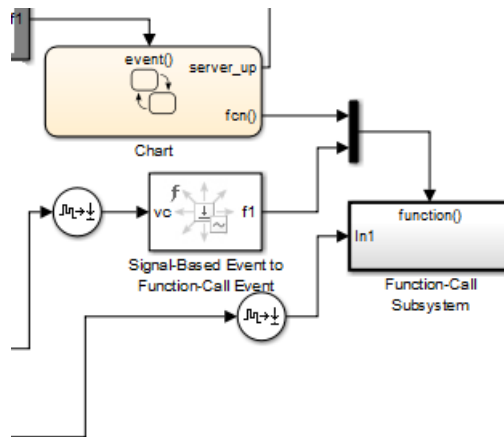 f1
event()
server_up
fcn()
Chart
vc
f1
Signal-Based Event to
Function-Call Event
function()
In1
Function-Call
Subsystem